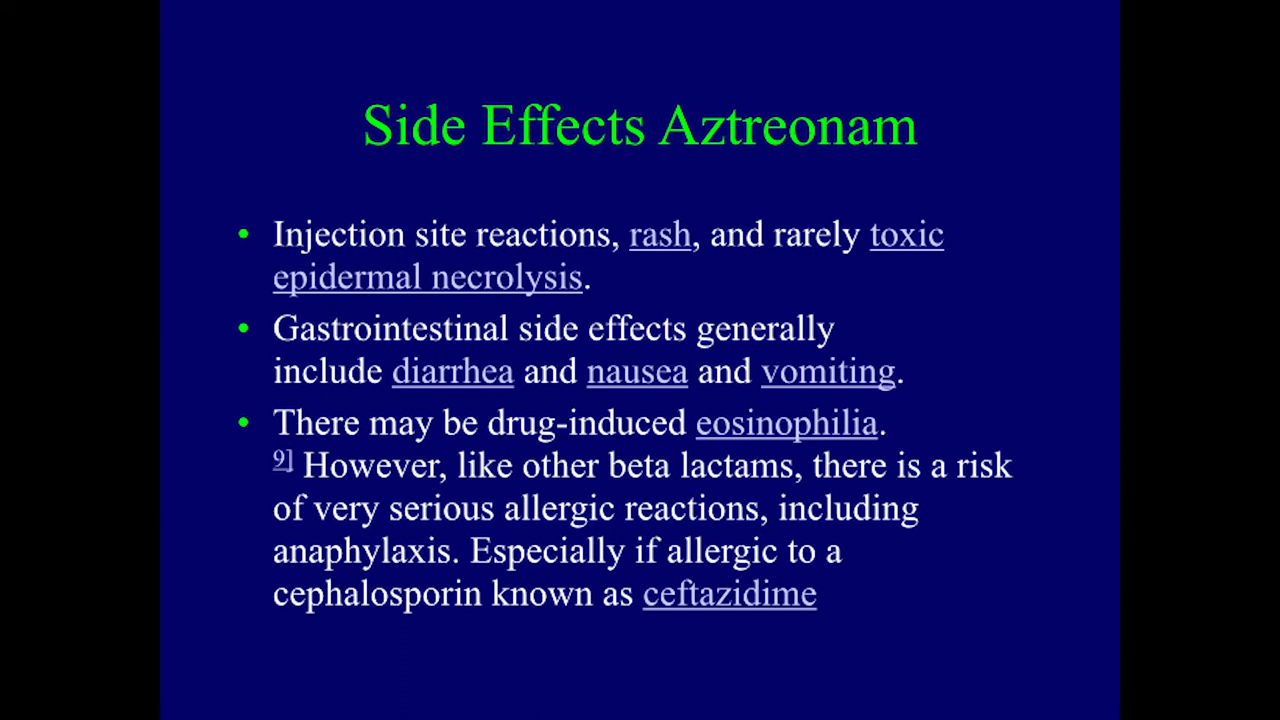 Side Effects Aztreonam
• Injection site reactions, rash, and rarely toxic
epidermal necrolysis.
• Gastrointestinal side effects generally
include diarrhea and nausea and vomiting.
• There may be drug-induced eosinophilia.
9] However, like other beta lactams, there is a risk
of very serious allergic reactions, including
anaphylaxis. Especially if allergic to a
cephalosporin known as ceftazidime